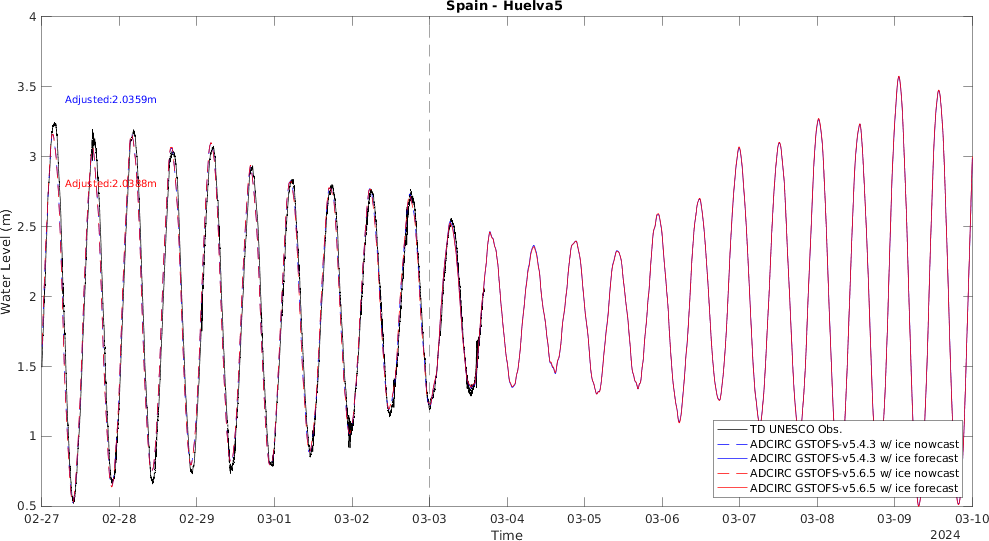 Spain - Huelva5
4
3.5
3
2.5
2
1.5
1
0.5
Water Level (m)
Adjusted:2.0359m
Adjusted:2.0388m
TD UNESCO Obs.
ADCIRC GSTOFS-v5.4.3 w/ ice nowcast
ADCIRC GSTOFS-v5.4.3 w/ ice forecast
ADCIRC GSTOFS-v5.6.5 w/ ice nowcast
ADCIRC GSTOFS-v5.6.5 w/ ice forecast
02-27 02-28 02-29 03-01 03-02 03-03 03-04 03-05 03-06 03-07 03-08 03-09 03-10
Time
2024